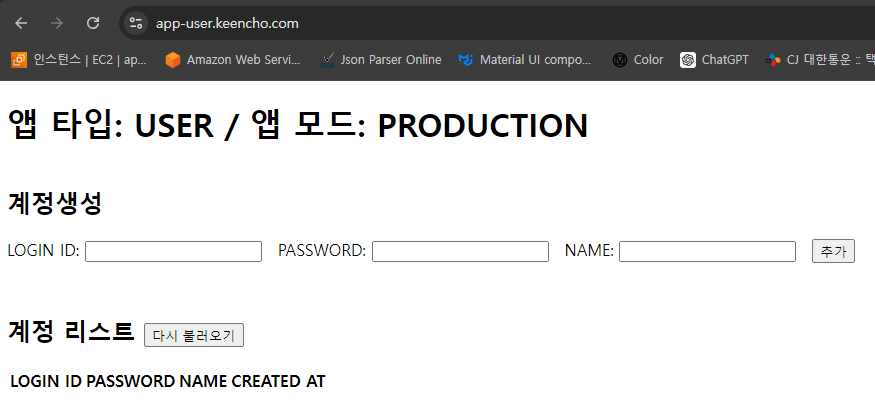 app-user.keencho.com
인스턴스 | EC2 | ap... Amazon Web Servi... Json Parser Online Material UI compo... Color ChatGPT CJ 대한통운 :: 택
앱 타입: USER / 앱 모드: PRODUCTION
계정생성
LOGIN ID: PASSWORD: NAME: 추가
계정 리스트 다시 불러오기
LOGIN ID PASSWORD NAME CREATED AT